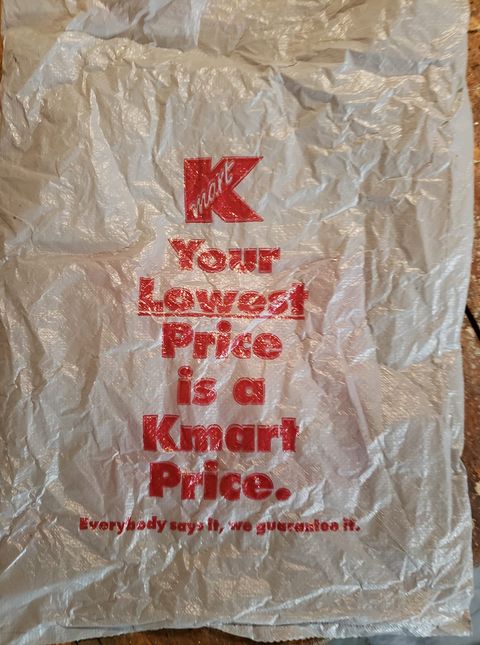 K
mart
Your
Lowest
Price
is a
Kmart
Price.
Everybody says it, we guarantee it.